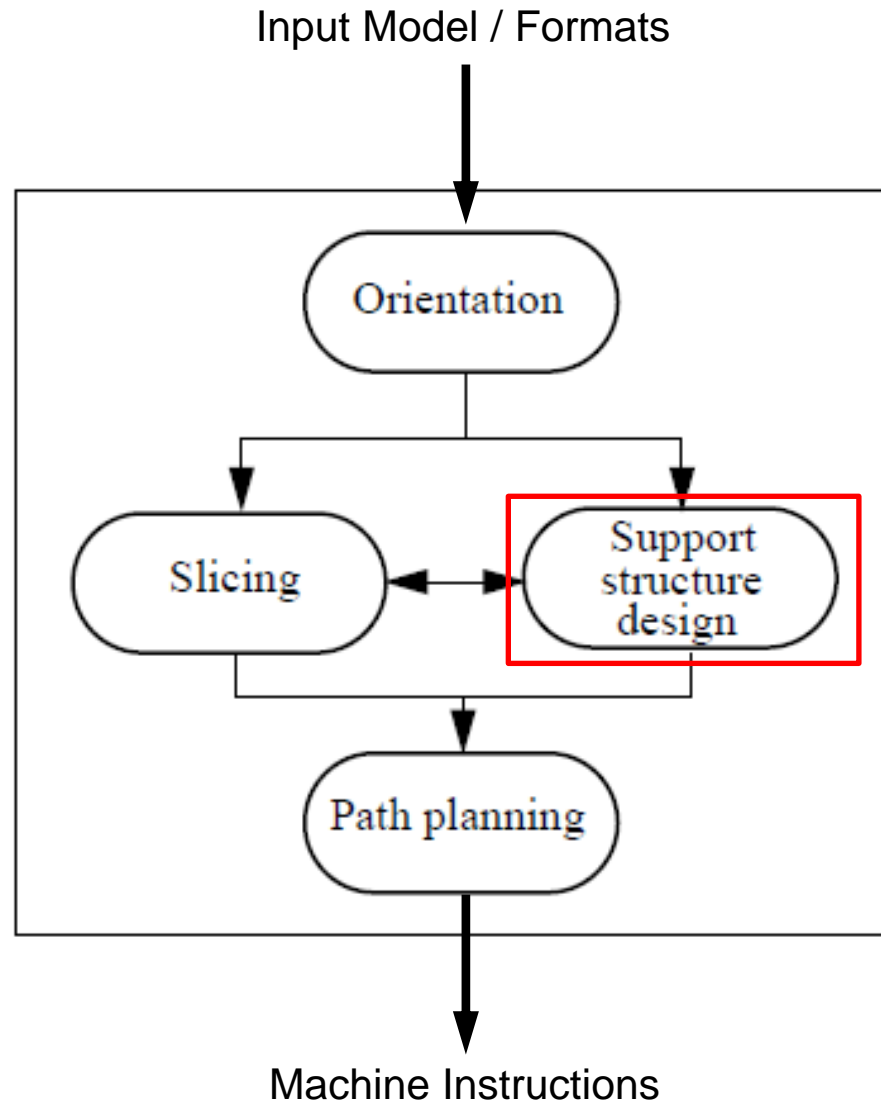 Input Model / Formats
Orientation
Slicing
Support
structure
design
Path planning
Machine Instructions